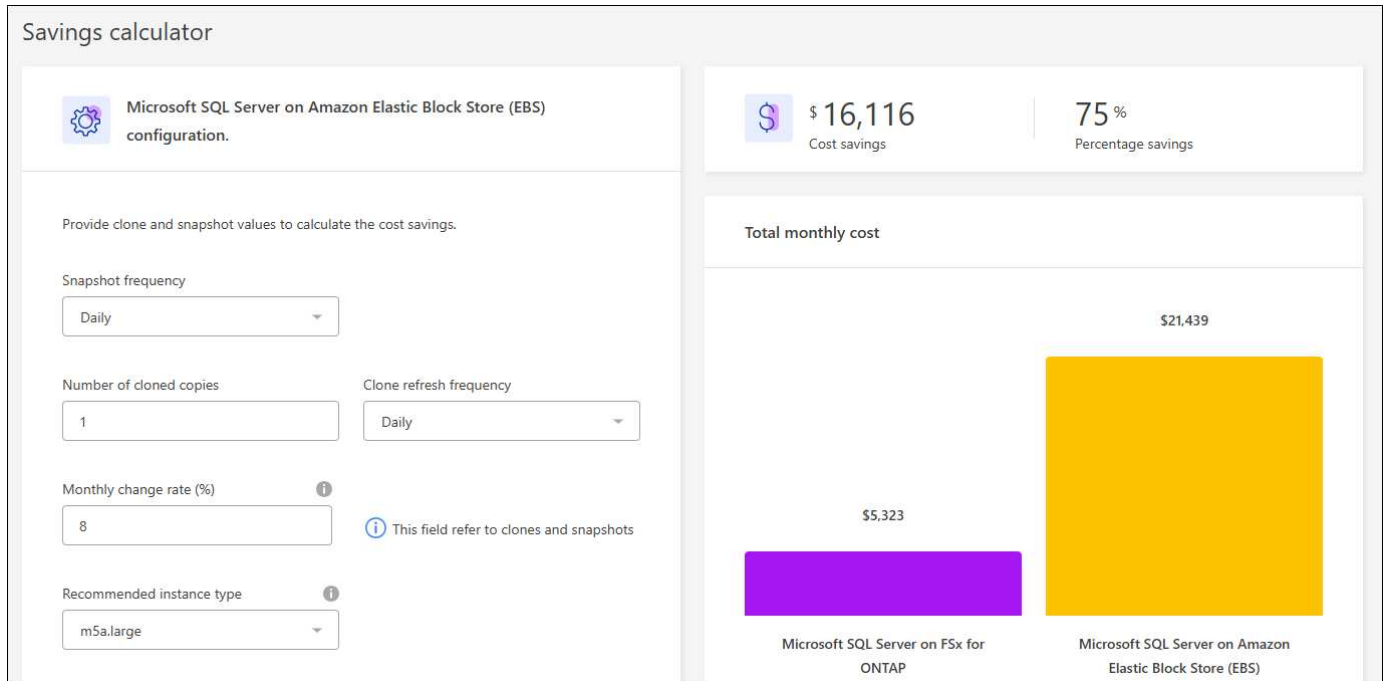 Savings calculator
Microsoft SQL Server on Amazon Elastic Block Store (EBS)
configuration.
Provide clone and snapshot values to calculate the cost savings.
Snapshot frequency
Daily
Number of cloned copies
Clone refresh frequency
1
Daily
Monthly change rate (%)
8
This field refer to clones and snapshots
Recommended instance type
m5a.large
$ 16,116
Cost savings
75 %
Percentage savings
Total monthly cost
$21,439
$5,323
Microsoft SQL Server on FSx for
ONTAP
Microsoft SQL Server on Amazon
Elastic Block Store (EBS)